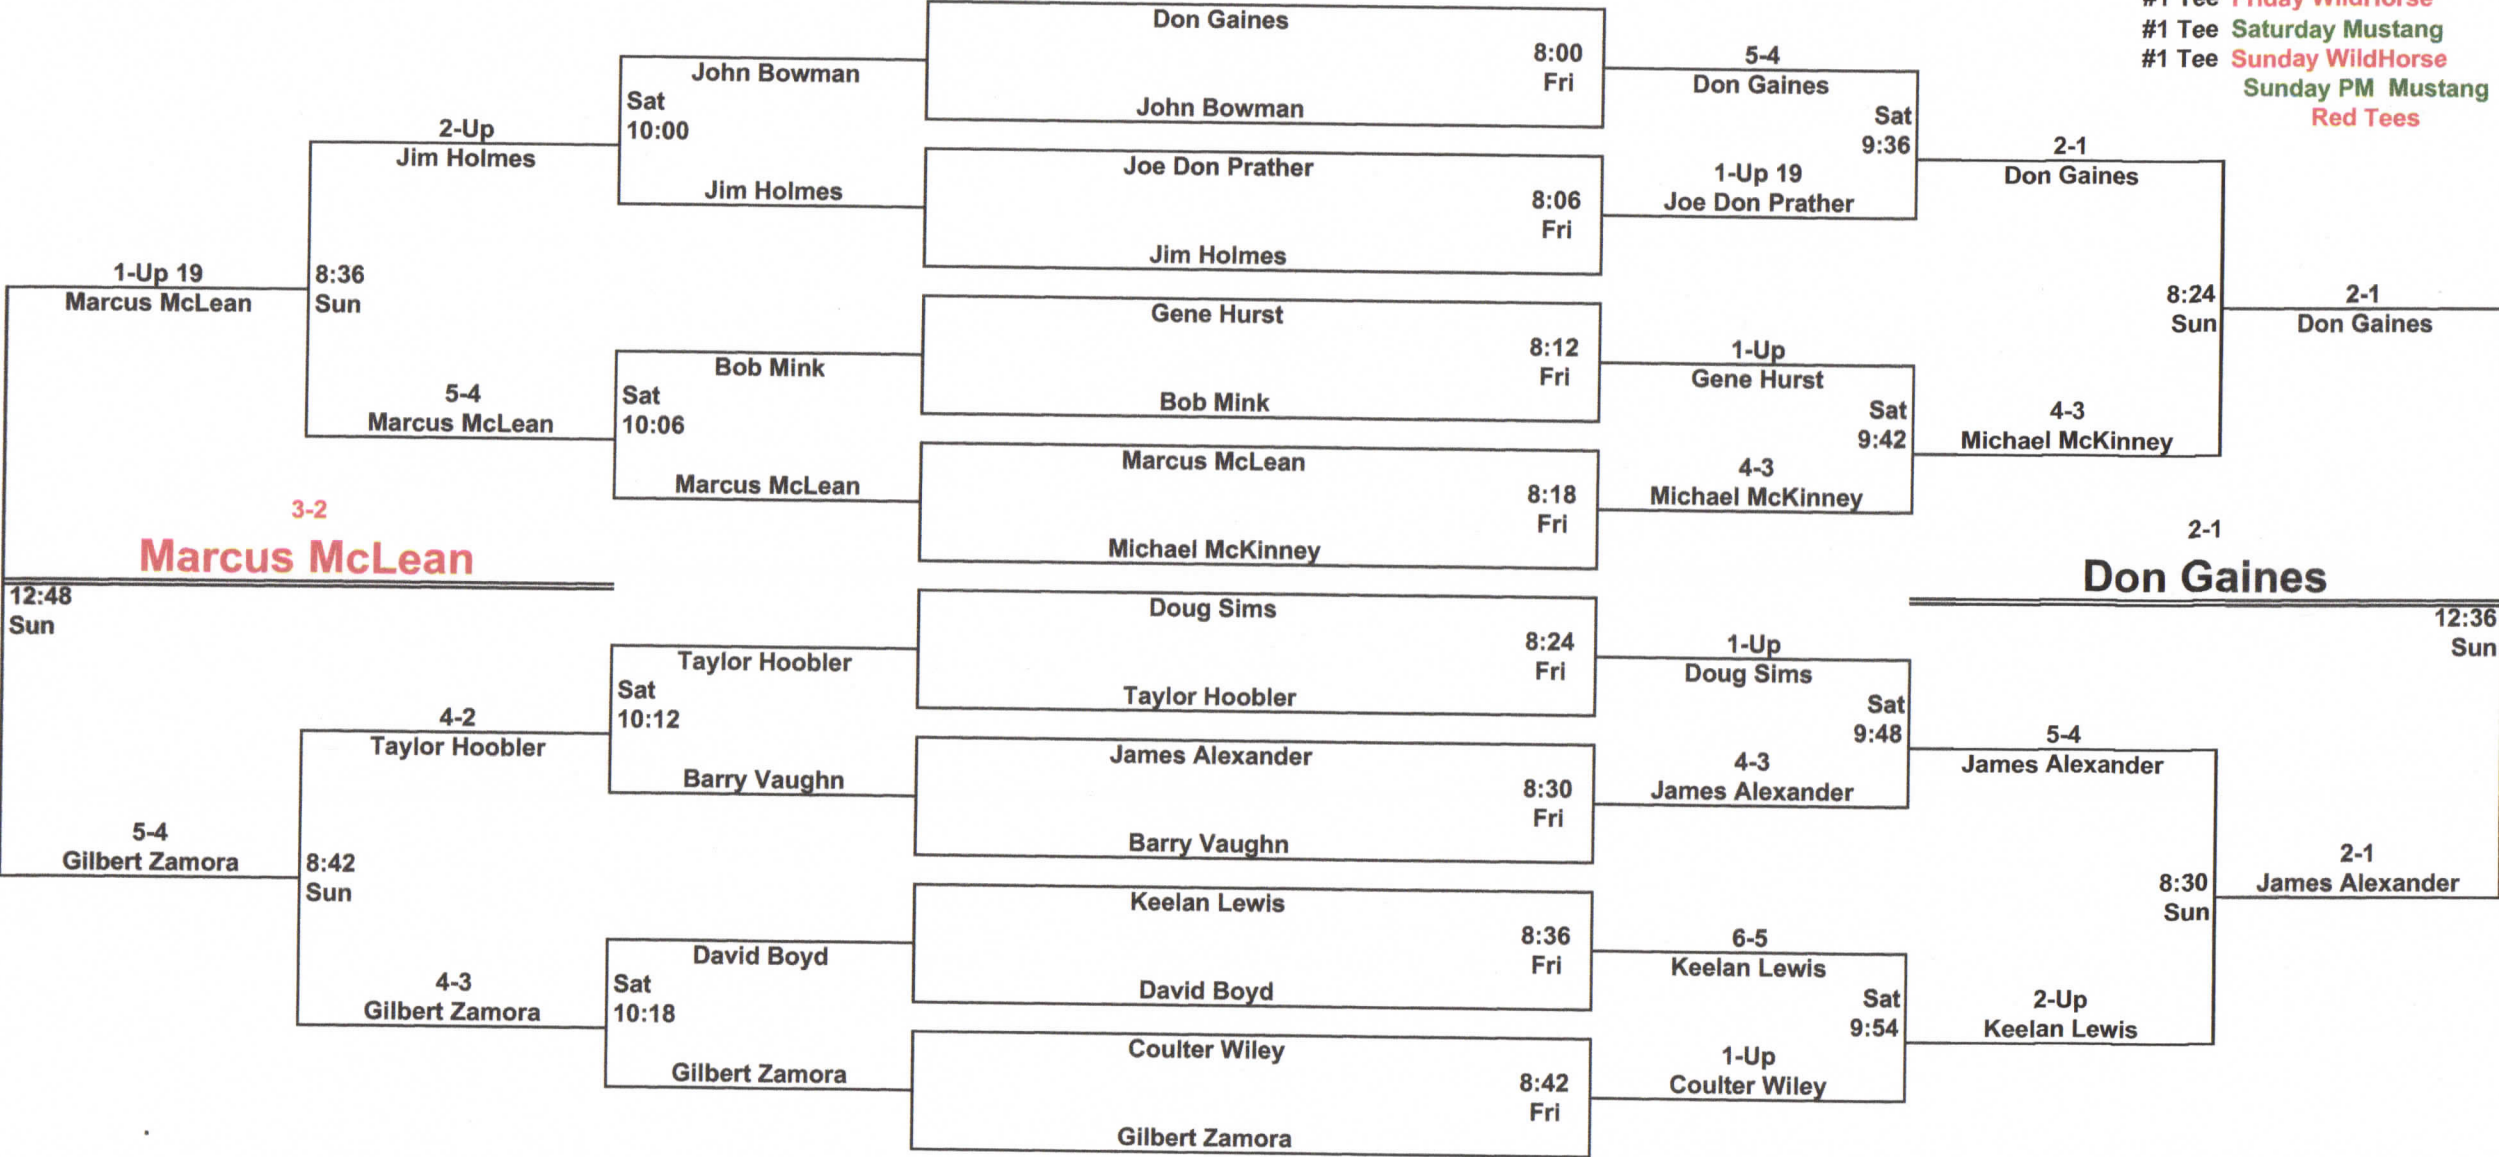 #1 Tee Friday WildHorse
#1 Tee Saturday Mustang
#1 Tee Sunday WildHorse
Sunday PM Mustang
Red Tees
Don Gaines
8:00
Fri
John Bowman
Joe Don Prather
8:06
Fri
Jim Holmes
Gene Hurst
8:12
Fri
Bob Mink
Marcus McLean
8:18
Fri
Michael McKinney
Doug Sims
8:24
Fri
Taylor Hoobler
James Alexander
8:30
Fri
Barry Vaughn
Keelan Lewis
8:36
Fri
David Boyd
Coulter Wiley
8:42
Fri
Gilbert Zamora
John Bowman
Sat
10:00
Jim Holmes
Bob Mink
Sat
10:06
Marcus McLean
Taylor Hoobler
Sat
10:12
Barry Vaughn
David Boyd
Sat
10:18
Gilbert Zamora
2-Up
Jim Holmes
8:36
Sun
5-4
Marcus McLean
4-2
Taylor Hoobler
8:42
Sun
4-3
Gilbert Zamora
1-Up 19
Marcus McLean
3-2
Marcus McLean
12:48
Sun
5-4
Gilbert Zamora
5-4
Don Gaines
Sat
9:36
1-Up 19
Joe Don Prather
1-Up
Gene Hurst
Sat
9:42
4-3
Michael McKinney
1-Up
Doug Sims
Sat
9:48
4-3
James Alexander
6-5
Keelan Lewis
Sat
9:54
1-Up
Coulter Wiley
2-1
Don Gaines
8:24
Sun
4-3
Michael McKinney
5-4
James Alexander
8:30
Sun
2-Up
Keelan Lewis
2-1
Don Gaines
2-1
Don Gaines
12:36
Sun
2-1
James Alexander